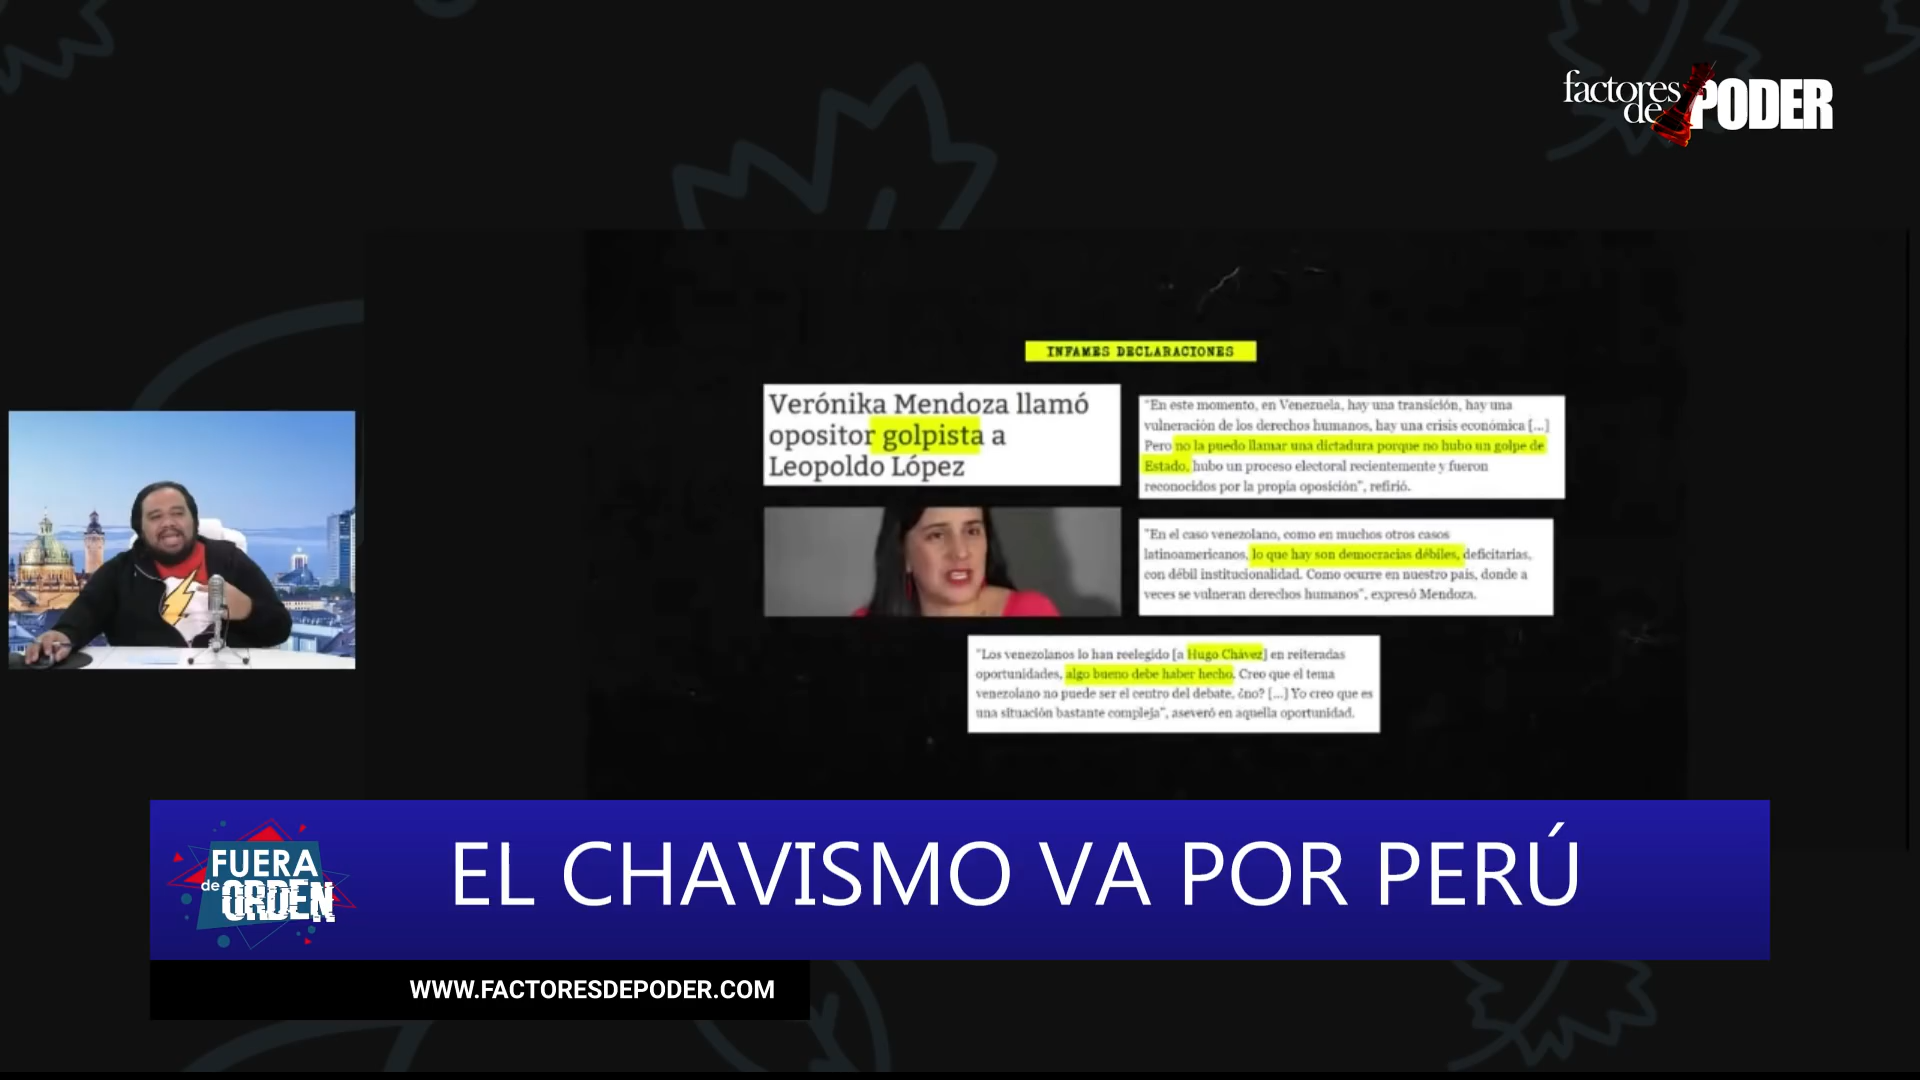 factores
de PODER
INFAMES DECLARACIONES
Verónika Mendoza llamó
opositor golpista a
Leopoldo López
"En este momento, en Venezuela, hay una transición, hay una
vulneración de los derechos humanos, hay una crisis económica [...]
Pero no la puedo llamar una dictadura porque no hubo un golpe de
Estado, hubo un proceso electoral recientemente y fueron
reconocidos por la propia oposición", refirió.
"En el caso venezolano, como en muchos otros casos
latinoamericanos, lo que hay son democracias débiles, deficitarias,
con débil institucionalidad. Como ocurre en nuestro país, donde a
veces se vulneran derechos humanos", expresó Mendoza.
"Los venezolanos lo han reelegido [a Hugo Chávez] en reiteradas
oportunidades, algo bueno debe haber hecho. Creo que el tema
venezolano no puede ser el centro del debate, ¿no? [...] Yo creo que es
una situación bastante compleja", aseveró en aquella oportunidad.
FUERA
de ORDEN
EL CHAVISMO VA POR PERÚ
WWW.FACTORESDEPODER.COM